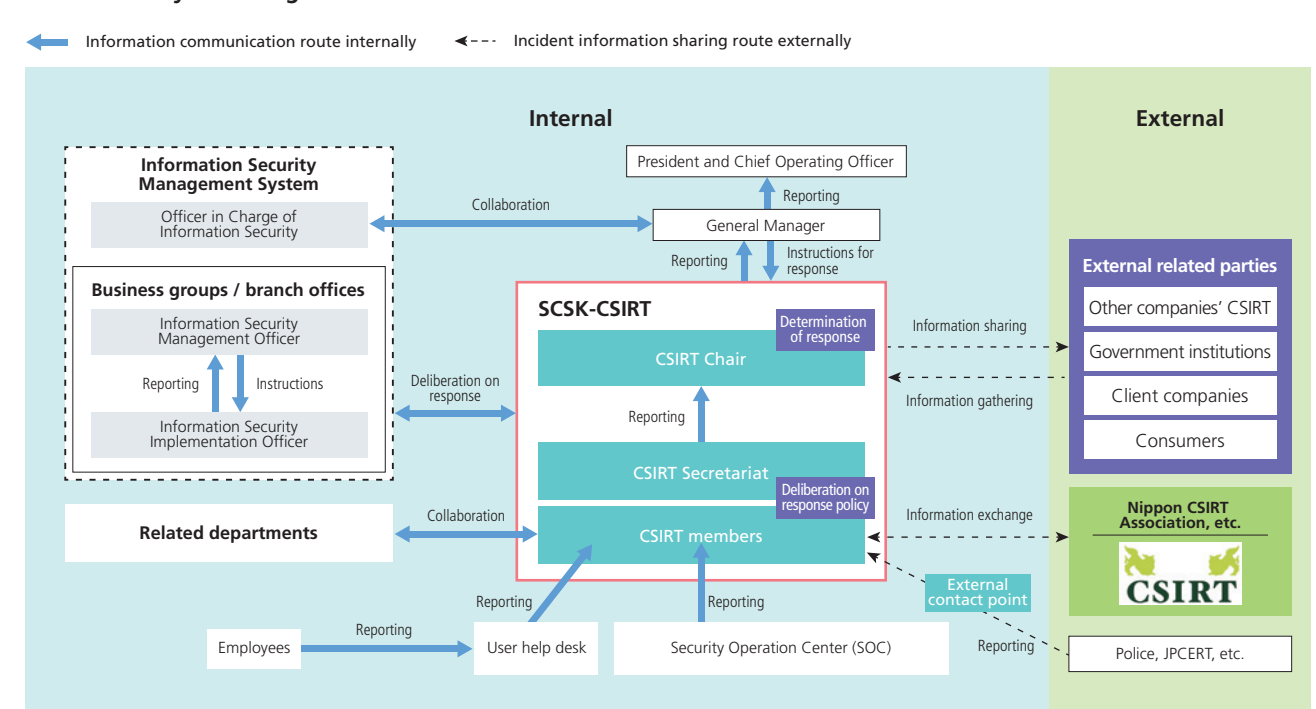 Information communication route internally
Incident information sharing route externally
Internal
External
Information Security
Management System
Officer in Charge of
Information Security
Business groups / branch offices
Information Security
Management Officer
Reporting
Instructions
Information Security
Implementation Officer
Related departments
Collaboration
President and Chief Operating Officer
Reporting
General Manager
Reporting
Instructions for
response
Deliberation on
response
Collaboration
SCSK-CSIRT
Determination
of response
CSIRT Chair
Reporting
CSIRT Secretariat
Deliberation on
response policy
CSIRT members
Reporting
Reporting
Employees
Reporting
User help desk
Security Operation Center (SOC)
Information sharing
Information gathering
Information exchange
External
contact point
Reporting
External related parties
Other companies’ CSIRT
Government institutions
Client companies
Consumers
Nippon CSIRT
Association, etc.
CSIRT
Police, JPCERT, etc.